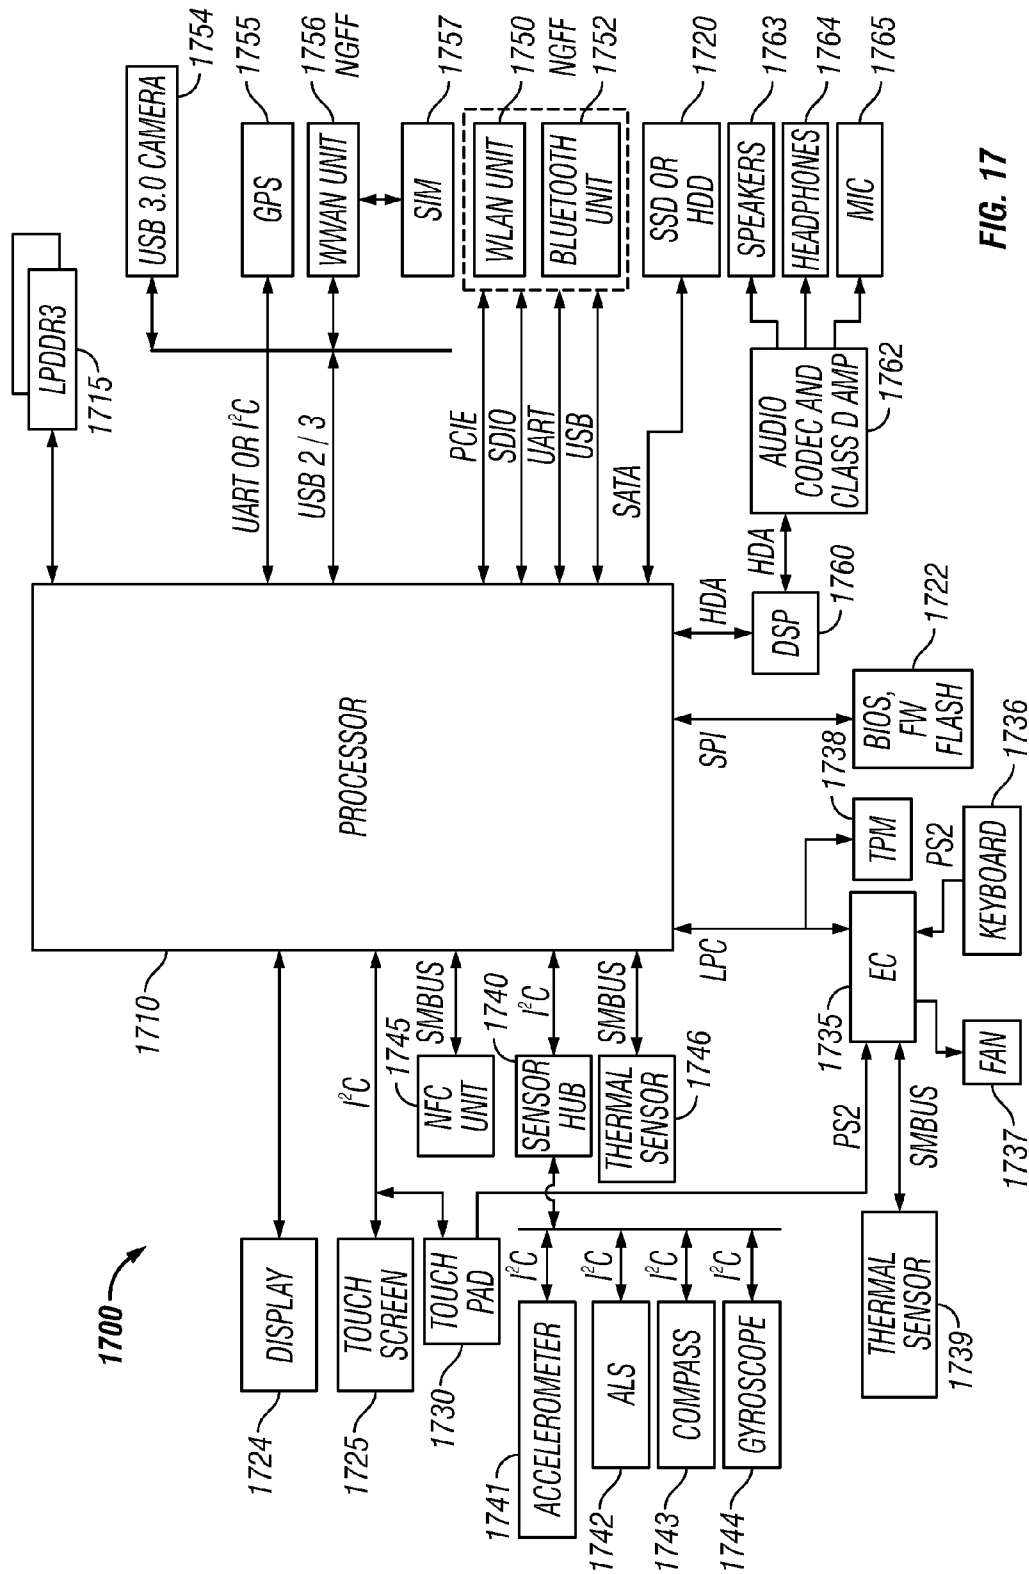 1700
LPDDR3
1715
USB 3.0 CAMERA
1754
DISPLAY
1724
UART OR I²C
GPS
1755
TOUCH
SCREEN
1725
I²C
1710
PROCESSOR
USB 2 / 3
WWAN UNIT
1756
NGFF
SIM
1757
TOUCH
PAD
1730
NFC
UNIT
1745
SMBUS
PCIE
SDIO
UART
USB
WLAN UNIT
1750
NGFF
BLUETOOTH
UNIT
1752
SENSOR
HUB
1740
I²C
ACCELEROMETER
1741
I²C
ALS
1742
I²C
COMPASS
1743
I²C
GYROSCOPE
1744
I²C
THERMAL
SENSOR
1746
SMBUS
SATA
SSD OR
HDD
1720
LPC
SPI
HDA
DSP
1760
HDA
AUDIO
CODEC AND
CLASS D AMP
1762
SPEAKERS
1763
HEADPHONES
1764
MIC
1765
THERMAL
SENSOR
1739
SMBUS
PS2
EC
1735
TPM
1738
BIOS,
FW
FLASH
1722
FAN
1737
KEYBOARD
1736
PS2
FIG. 17